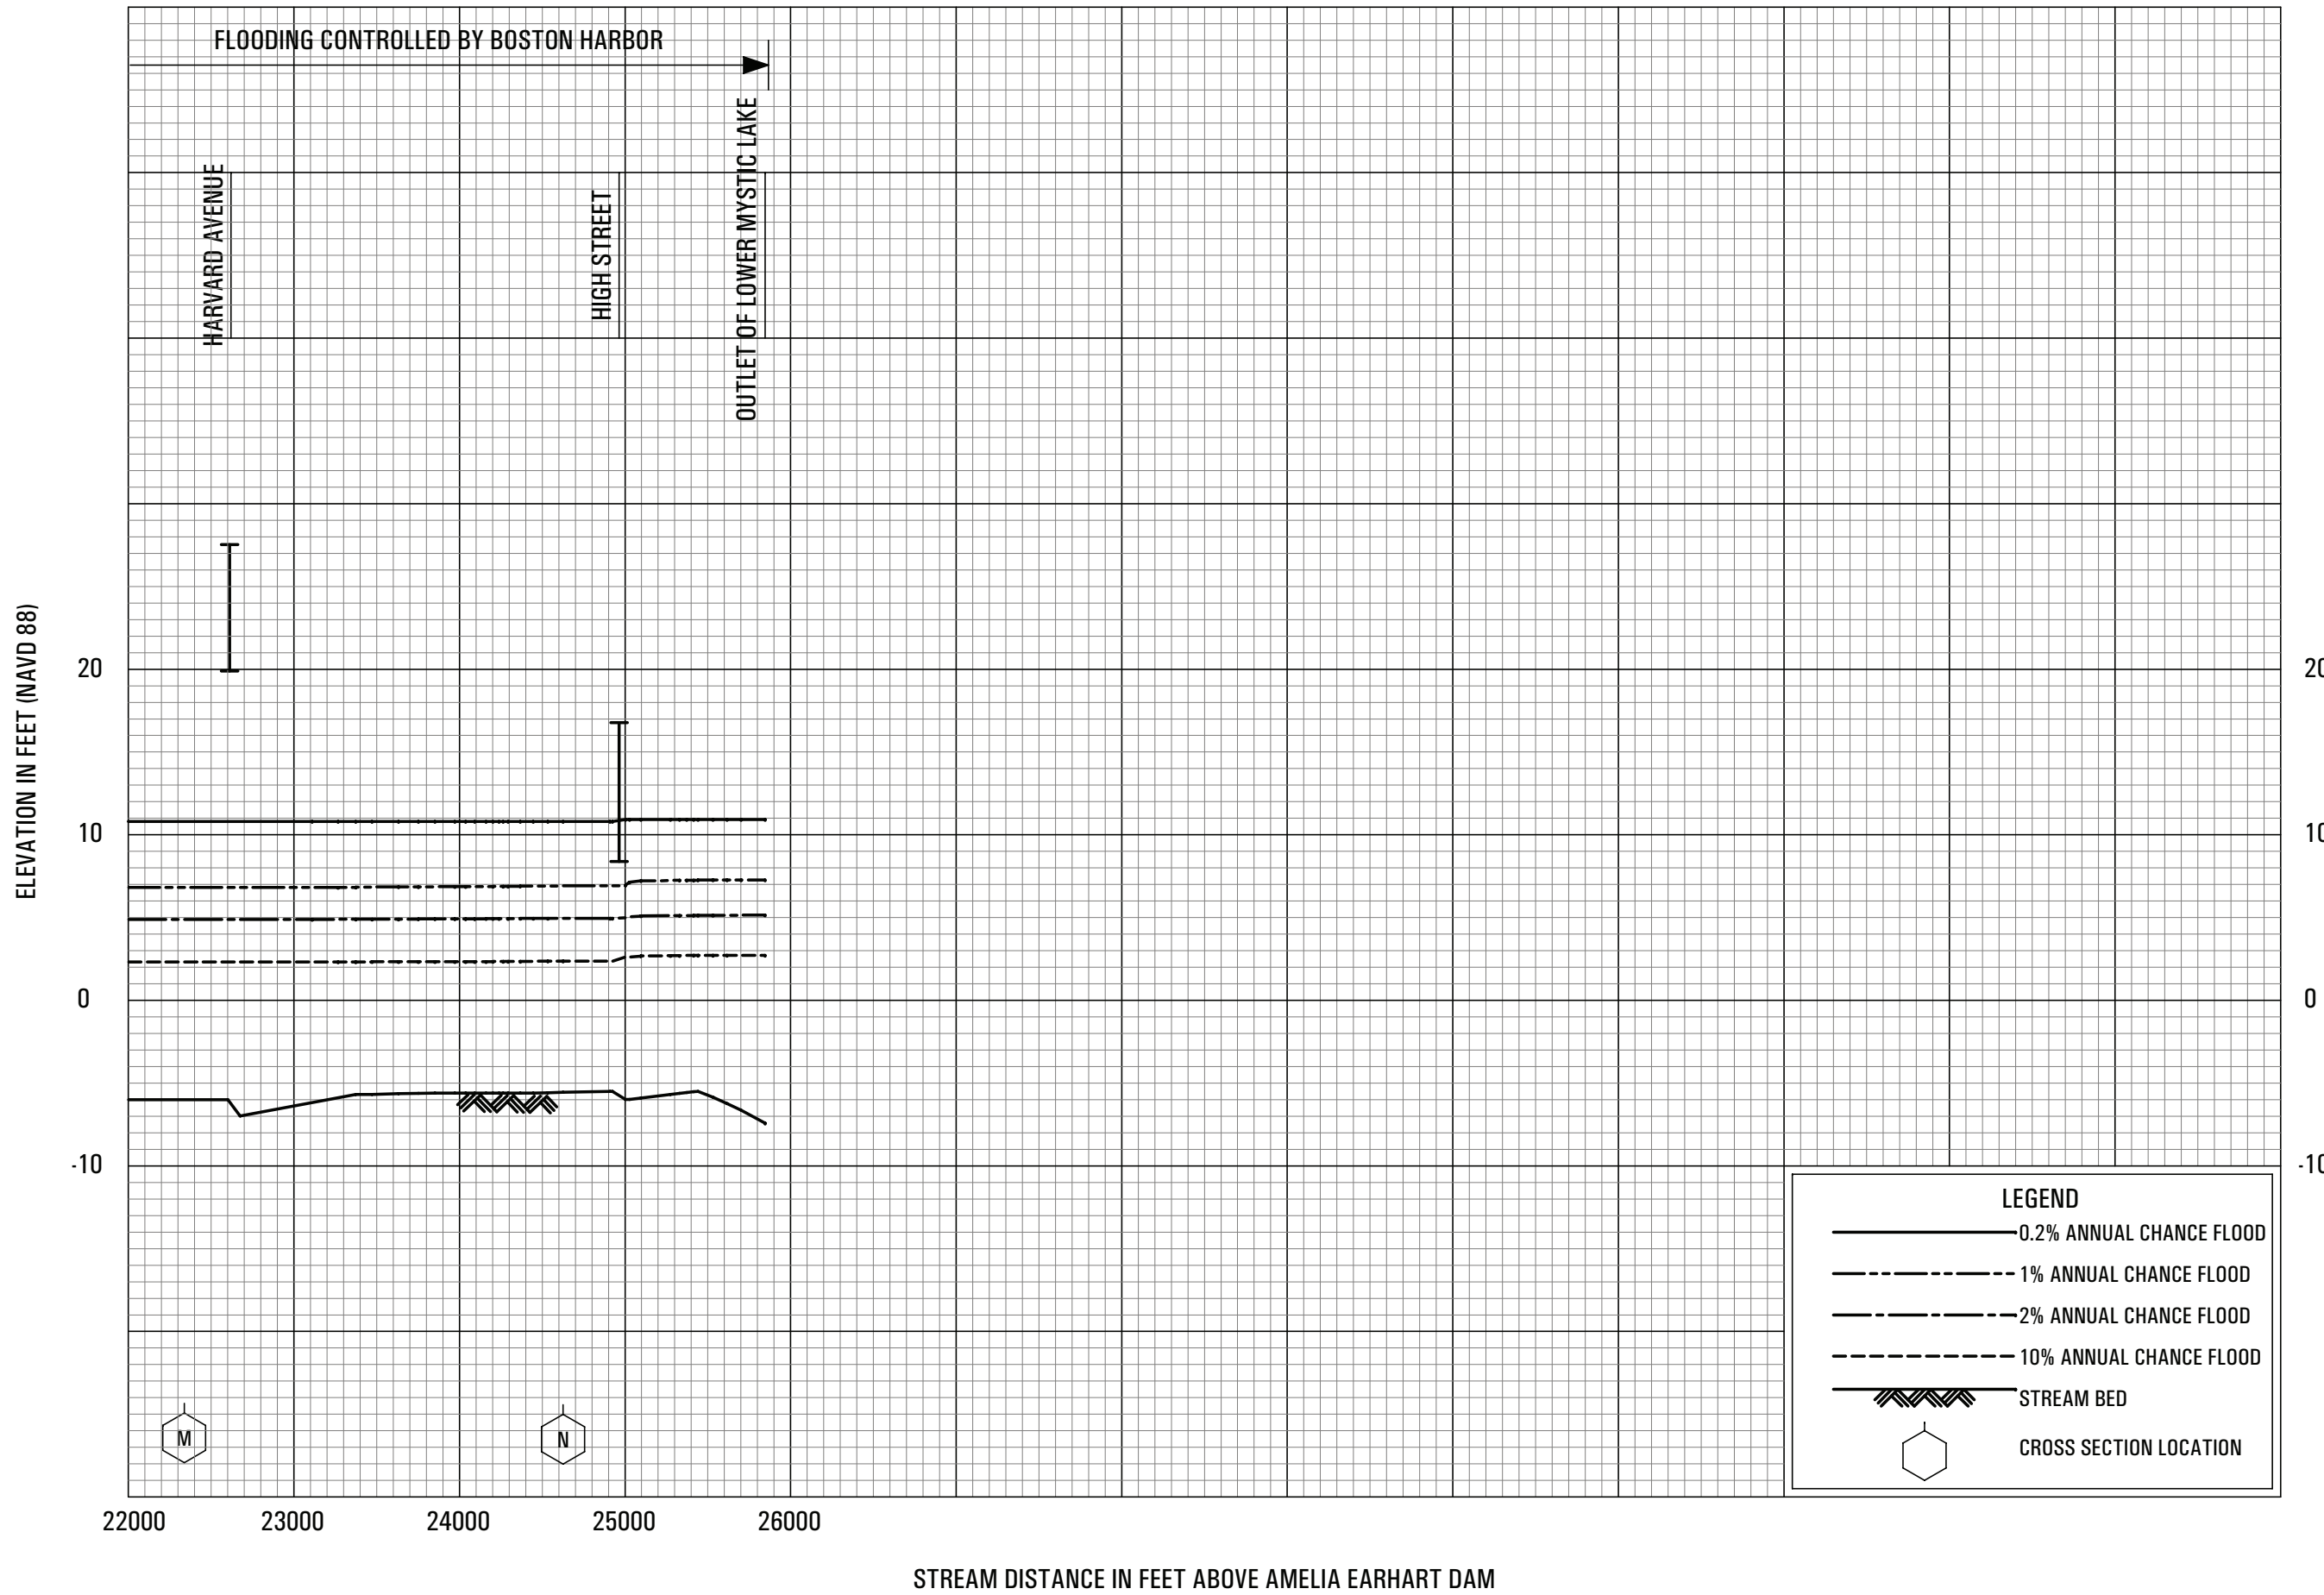 FLOODING CONTROLLED BY BOSTON HARBOR
HARVARD AVENUE
HIGH STREET
OUTLET OF LOWER MYSTIC LAKE
ELEVATION IN FEET (NAVD 88)
20
10
0
-10
20
10
0
-10
M
N
LEGEND
0.2% ANNUAL CHANCE FLOOD
1% ANNUAL CHANCE FLOOD
2% ANNUAL CHANCE FLOOD
10% ANNUAL CHANCE FLOOD
STREAM BED
CROSS SECTION LOCATION
22000
23000
24000
25000
26000
STREAM DISTANCE IN FEET ABOVE AMELIA EARHART DAM